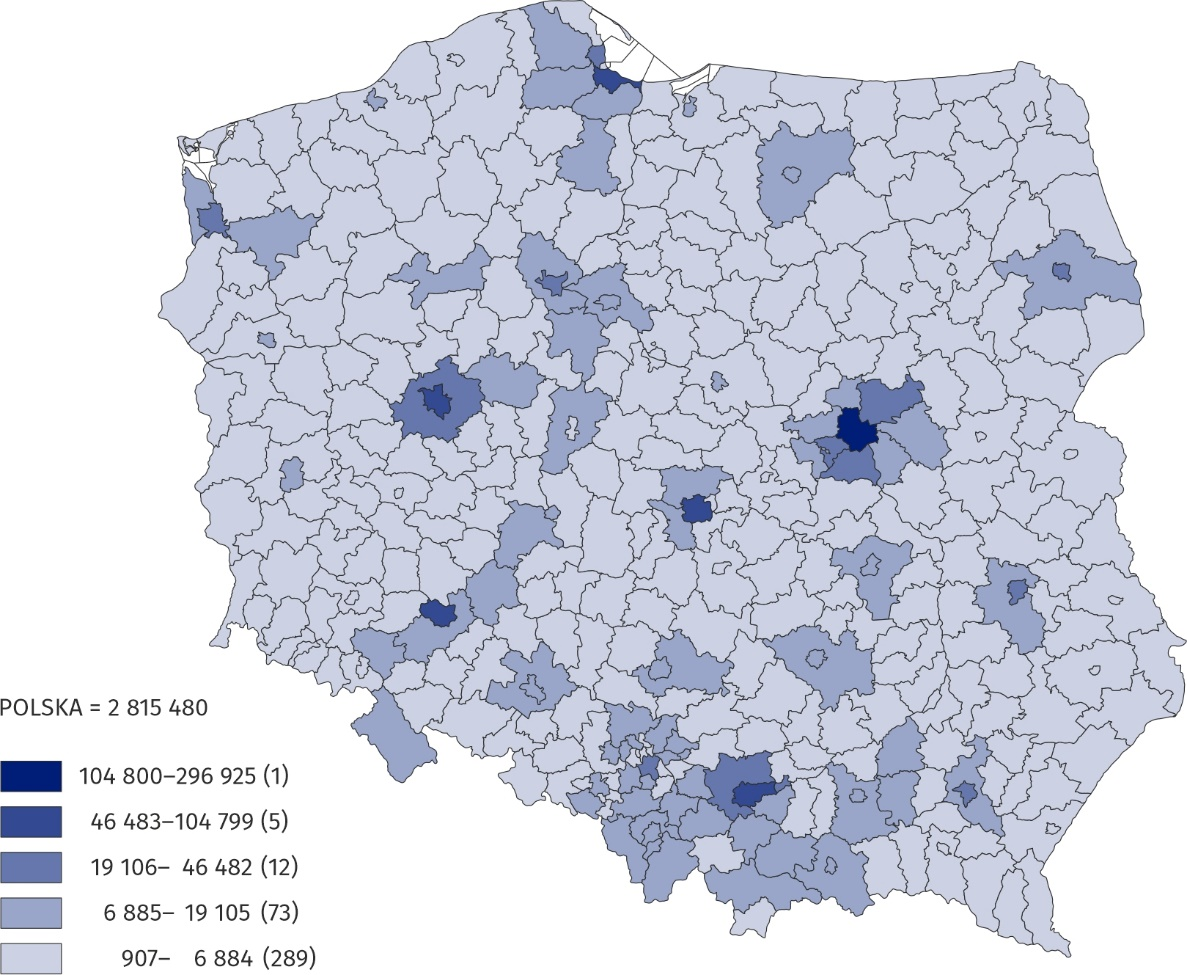 POLSKA = 2 815 480
104 800–296 925 (1)
46 483–104 799 (5)
19 106– 46 482 (12)
6 885– 19 105 (73)
907– 6 884 (289)